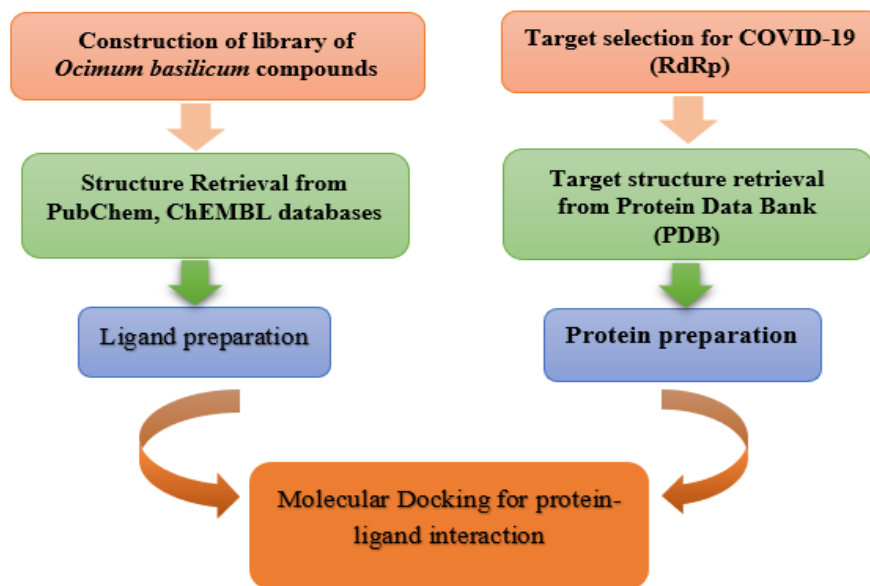 Construction of library of
Ocimum basilicum compounds
Target selection for COVID-19
(RdRp)
Structure Retrieval from
PubChem, ChEMBL databases
Target structure retrieval
from Protein Data Bank
(PDB)
Ligand preparation
Protein preparation
Molecular Docking for protein-
ligand interaction